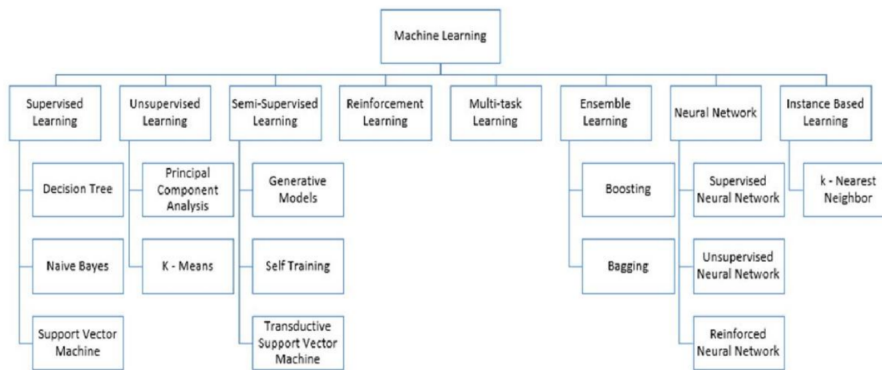 Machine Learning
Supervised
Learning
Unsupervised
Learning
Semi-Supervised
Learning
Reinforcement
Learning
Multi-task
Learning
Ensemble
Learning
Neural Network
Instance Based
Learning
Decision Tree
Naive Bayes
Support Vector
Machine
Principal
Component
Analysis
K - Means
Generative
Models
Self Training
Transductive
Support Vector
Machine
Boosting
Bagging
Supervised
Neural Network
Unsupervised
Neural Network
Reinforced
Neural Network
k - Nearest
Neighbor